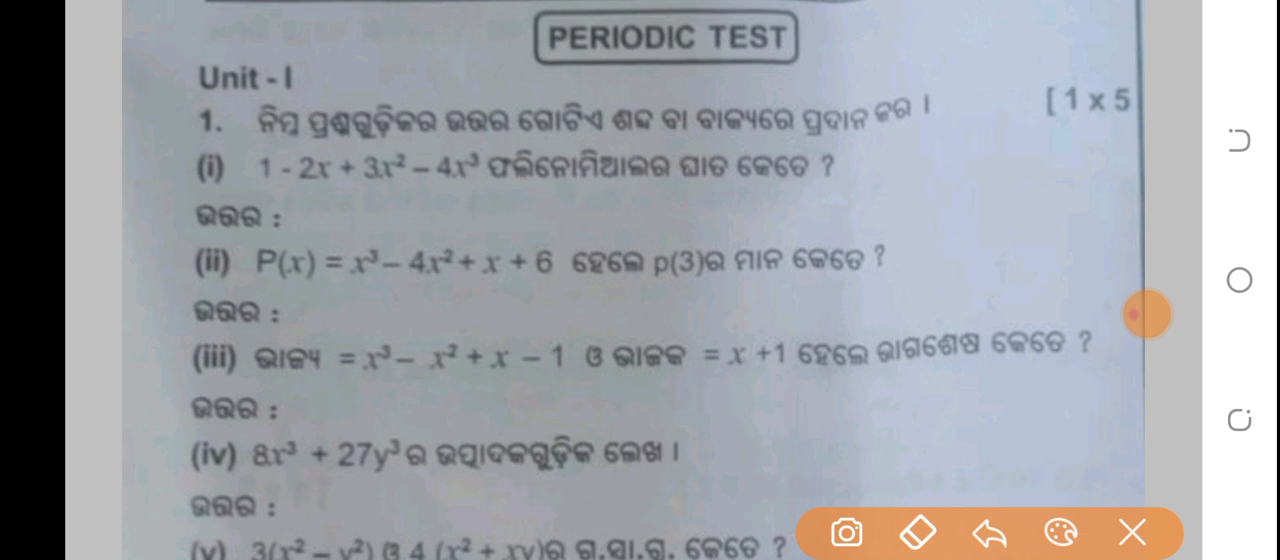 PERIODIC TEST
Unit - I
1. ନିମ୍ନ ପ୍ରଶ୍ନଗୁଡ଼ିକର ଉତ୍ତର ଗୋଟିଏ ଶବ୍ଦ ବା ବାକ୍ୟରେ ପ୍ରଦାନ କର । [ 1 x 5
(i) 1 - 2x + 3x² – 4x³ ପଲିନୋମିଆଲର ଘାତ କେତେ ?
ଉତ୍ତର :
(ii) P(x) = x³ – 4x² + x + 6 ହେଲେ p(3)ର ମାନ କେତେ ?
ଉତ୍ତର :
(iii) ଭାଜ୍ୟ = x³ – x² + x – 1 ଓ ଭାଜକ = x +1 ହେଲେ ଭାଗଶେଷ କେତେ ?
ଉତ୍ତର :
(iv) 8x³ + 27y³ ର ଉତ୍ପାଦକଗୁଡ଼ିକ ଲେଖ ।
ଉତ୍ତର :
(v) 3(x² – y²) ଓ 4 (x² + xy)ର ଗ.ସା.ଗୁ. କେତେ ?